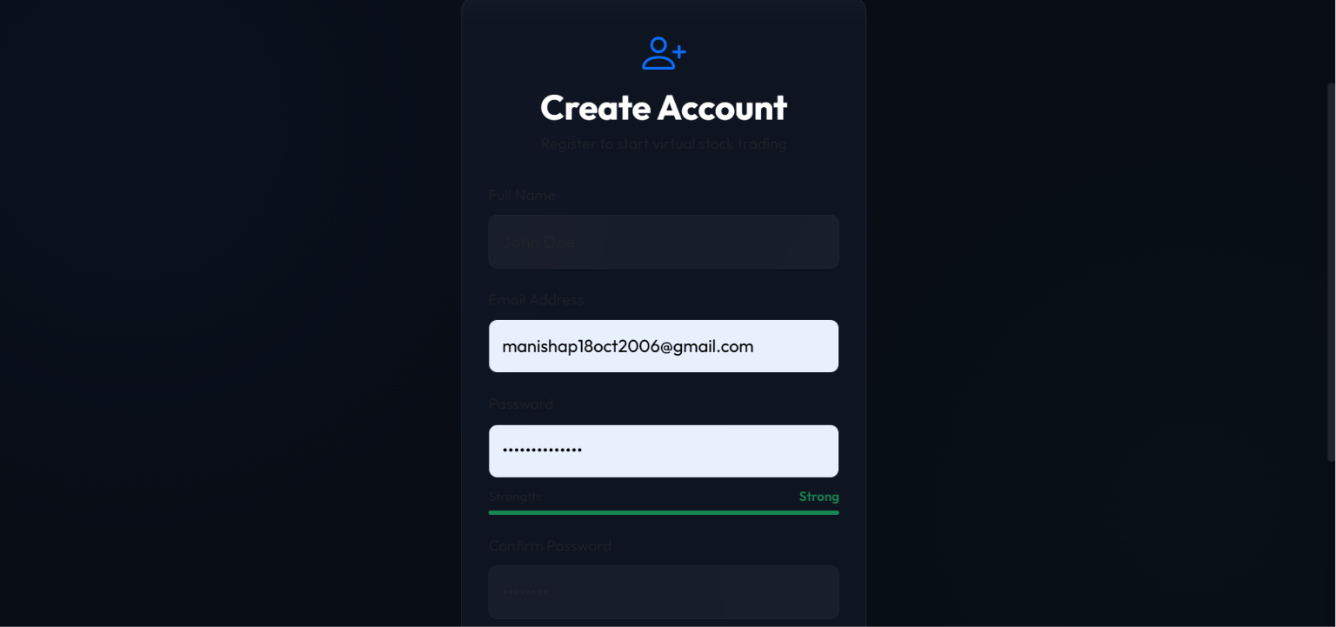 Create Account
Register to start virtual stock trading
Full Name
John Doe
Email Address
manishap18oct2006@gmail.com
Password
••••••••••••••
Strength:
Strong
Confirm Password
••••••••